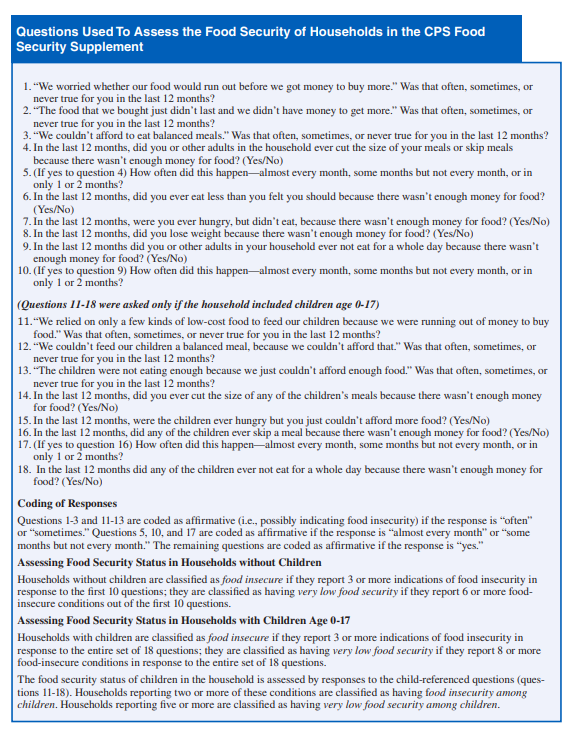 Questions Used To Assess the Food Security of Households in the CPS Food
Security Supplement
1. “We worried whether our food would run out before we got money to buy more.” Was that often, sometimes, or
never true for you in the last 12 months?
2. “The food that we bought just didn’t last and we didn’t have money to get more.” Was that often, sometimes, or
never true for you in the last 12 months?
3. “We couldn’t afford to eat balanced meals.” Was that often, sometimes, or never true for you in the last 12 months?
4. In the last 12 months, did you or other adults in the household ever cut the size of your meals or skip meals
because there wasn’t enough money for food? (Yes/No)
5. (If yes to question 4) How often did this happen—almost every month, some months but not every month, or in
only 1 or 2 months?
6. In the last 12 months, did you ever eat less than you felt you should because there wasn’t enough money for food?
(Yes/No)
7. In the last 12 months, were you ever hungry, but didn’t eat, because there wasn’t enough money for food? (Yes/No)
8. In the last 12 months, did you lose weight because there wasn’t enough money for food? (Yes/No)
9. In the last 12 months did you or other adults in your household ever not eat for a whole day because there wasn’t
enough money for food? (Yes/No)
10. (If yes to question 9) How often did this happen—almost every month, some months but not every month, or in
only 1 or 2 months?
(Questions 11-18 were asked only if the household included children age 0-17)
11. “We relied on only a few kinds of low-cost food to feed our children because we were running out of money to buy
food.” Was that often, sometimes, or never true for you in the last 12 months?
12. “We couldn’t feed our children a balanced meal, because we couldn’t afford that.” Was that often, sometimes, or
never true for you in the last 12 months?
13. “The children were not eating enough because we just couldn’t afford enough food.” Was that often, sometimes, or
never true for you in the last 12 months?
14. In the last 12 months, did you ever cut the size of any of the children’s meals because there wasn’t enough money
for food? (Yes/No)
15. In the last 12 months, were the children ever hungry but you just couldn’t afford more food? (Yes/No)
16. In the last 12 months, did any of the children ever skip a meal because there wasn’t enough money for food? (Yes/No)
17. (If yes to question 16) How often did this happen—almost every month, some months but not every month, or in
only 1 or 2 months?
18. In the last 12 months did any of the children ever not eat for a whole day because there wasn’t enough money for
food? (Yes/No)
Coding of Responses
Questions 1-3 and 11-13 are coded as affirmative (i.e., possibly indicating food insecurity) if the response is “often”
or “sometimes.” Questions 5, 10, and 17 are coded as affirmative if the response is “almost every month” or “some
months but not every month.” The remaining questions are coded as affirmative if the response is “yes.”
Assessing Food Security Status in Households without Children
Households without children are classified as food insecure if they report 3 or more indications of food insecurity in
response to the first 10 questions; they are classified as having very low food security if they report 6 or more food-
insecure conditions out of the first 10 questions.
Assessing Food Security Status in Households with Children Age 0-17
Households with children are classified as food insecure if they report 3 or more indications of food insecurity in
response to the entire set of 18 questions; they are classified as having very low food security if they report 8 or more
food-insecure conditions in response to the entire set of 18 questions.
The food security status of children in the household is assessed by responses to the child-referenced questions (ques-
tions 11-18). Households reporting two or more of these conditions are classified as having food insecurity among
children. Households reporting five or more are classified as having very low food security among children.